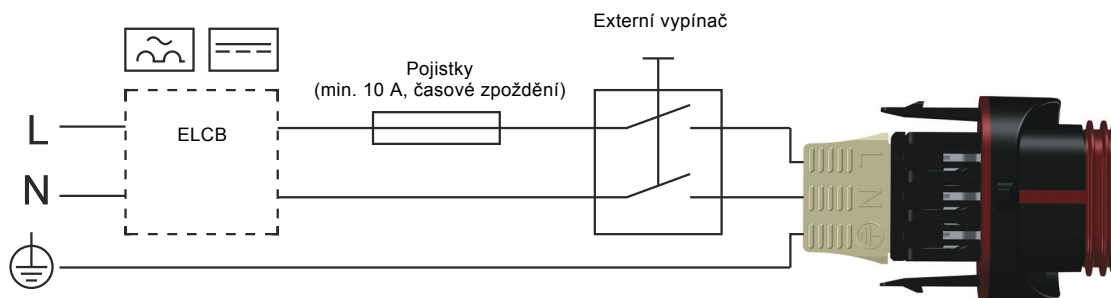 Externí vypínač
Pojistky
(min. 10 A, časové zpoždění)
L
ELCB
N
L
N